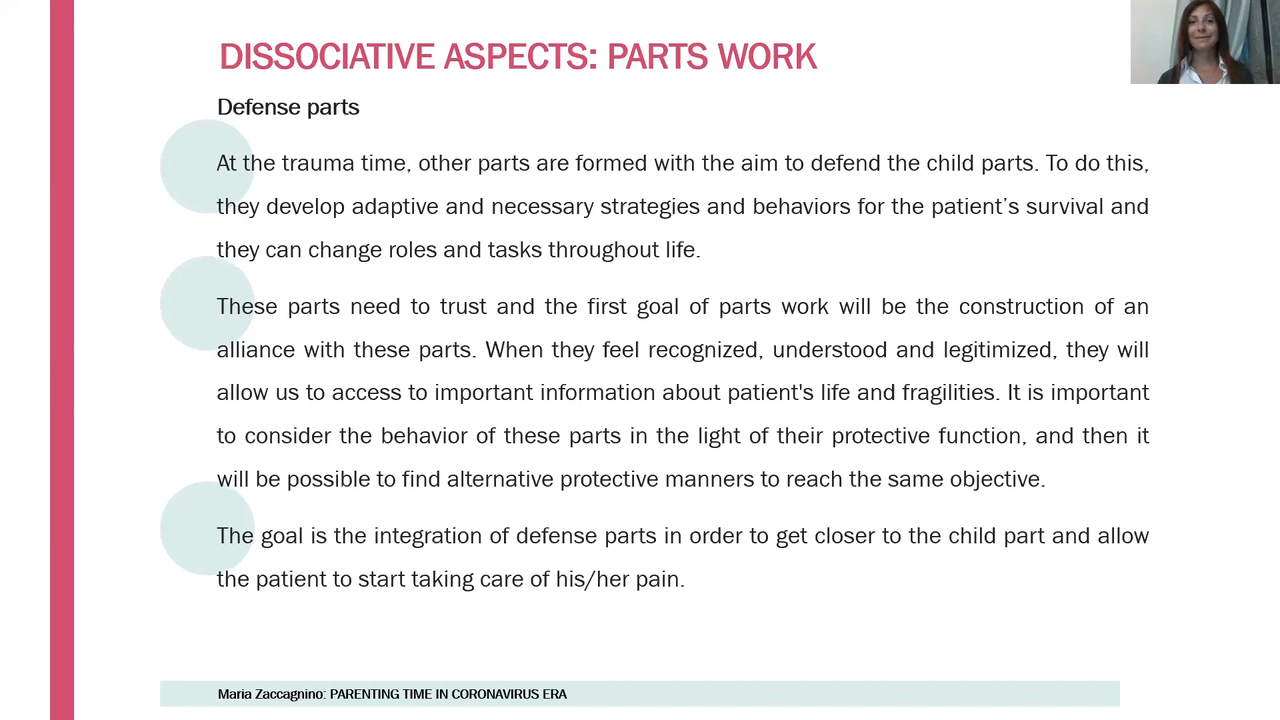 DISSOCIATIVE ASPECTS: PARTS WORK
Defense parts
At the trauma time, other parts are formed with the aim to defend the child parts. To do this,
they develop adaptive and necessary strategies and behaviors for the patient’s survival and
they can change roles and tasks throughout life.
These parts need to trust and the first goal of parts work will be the construction of an
alliance with these parts. When they feel recognized, understood and legitimized, they will
allow us to access to important information about patient's life and fragilities. It is important
to consider the behavior of these parts in the light of their protective function, and then it
will be possible to find alternative protective manners to reach the same objective.
The goal is the integration of defense parts in order to get closer to the child part and allow
the patient to start taking care of his/her pain.
Maria Zaccagnino: PARENTING TIME IN CORONAVIRUS ERA